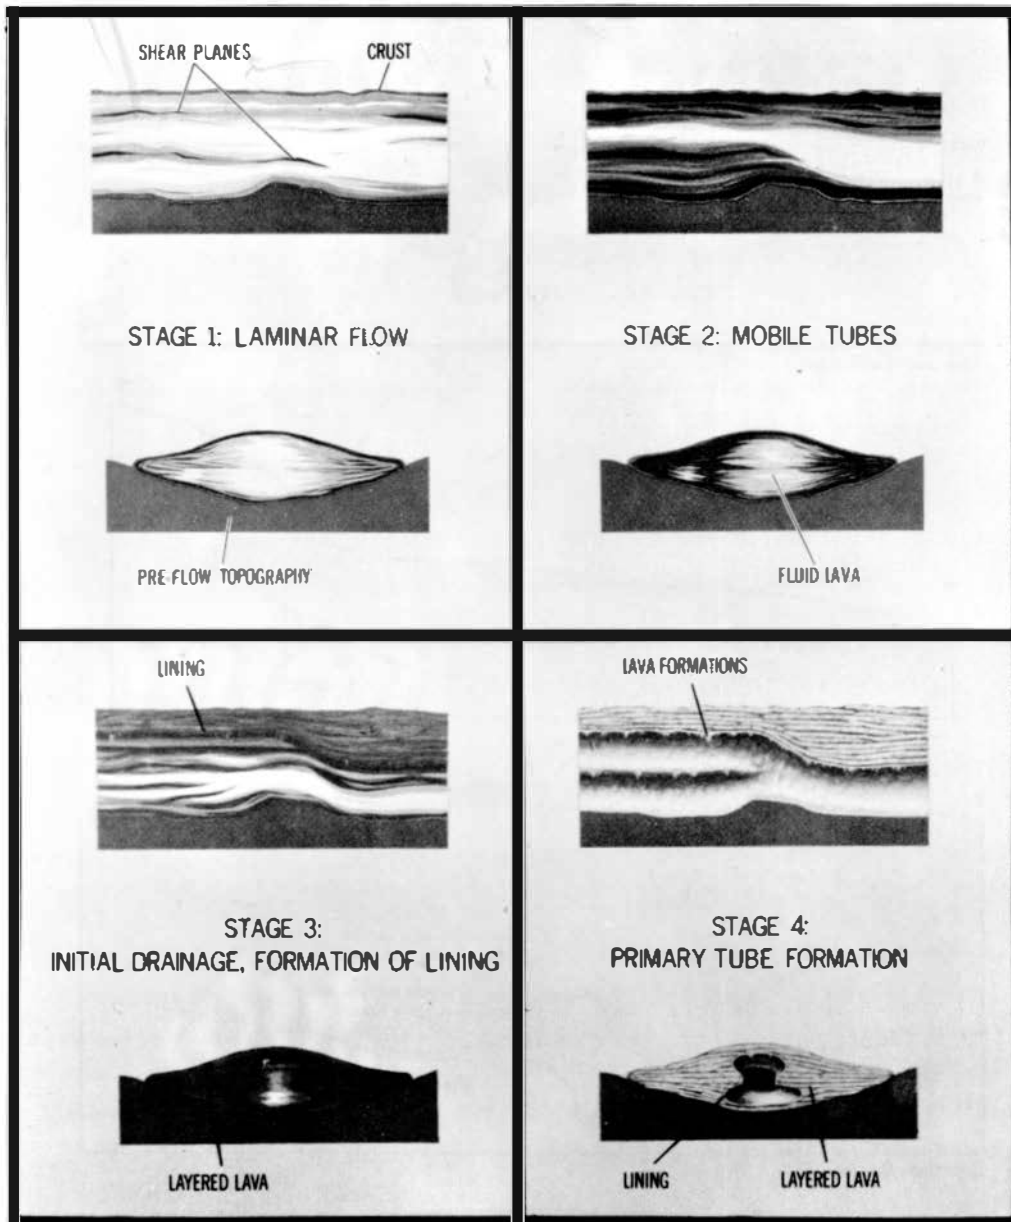 SHEAR PLANES
CRUST
STAGE 1: LAMINAR FLOW
PRE FLOW TOPOGRAPHY
STAGE 2: MOBILE TUBES
FLUID LAVA
LINING
STAGE 3:
INITIAL DRAINAGE, FORMATION OF LINING
LAYERED LAVA
LAVA FORMATIONS
STAGE 4:
PRIMARY TUBE FORMATION
LINING
LAYERED LAVA